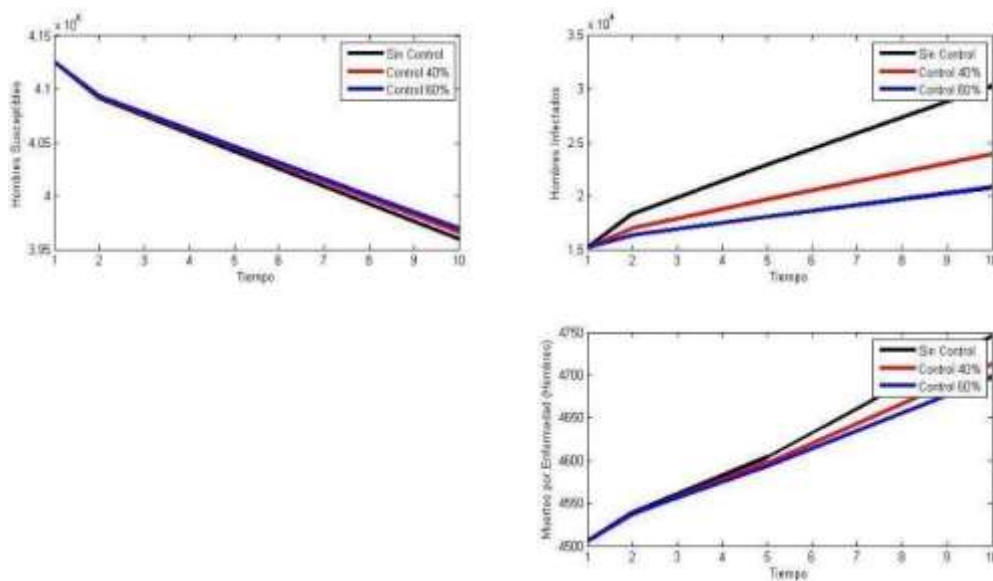 4.15
4.1
4.05
4
3.95
1 2 3 4 5 6 7 8 9 10
Hombres Susceptibles
Tiempo
Sin Control
Control 40%
Control 60%
x 10⁴
3.5
3
2.5
2
1.5
1 2 3 4 5 6 7 8 9 10
Hombres Infectados
Tiempo
Sin Control
Control 40%
Control 60%
4750
4700
4650
4600
4550
4500
1 2 3 4 5 6 7 8 9 10
Muertes por Enfermedad (Hombres)
Tiempo
Sin Control
Control 40%
Control 60%